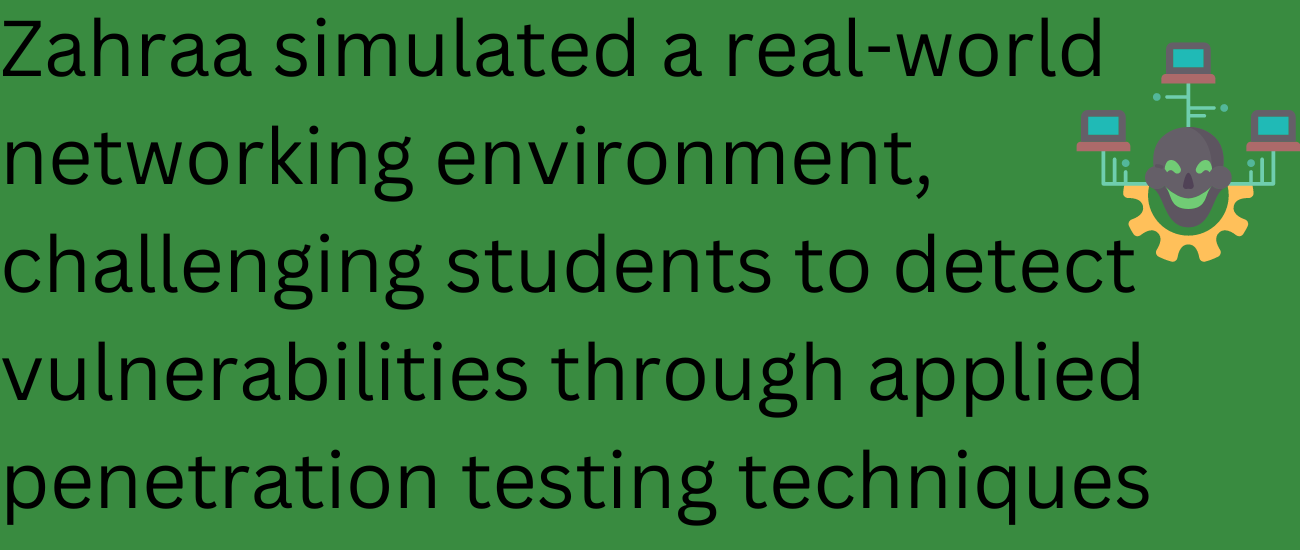 Zahraa simulated a real-world
networking environment,
challenging students to detect
vulnerabilities through applied
penetration testing techniques